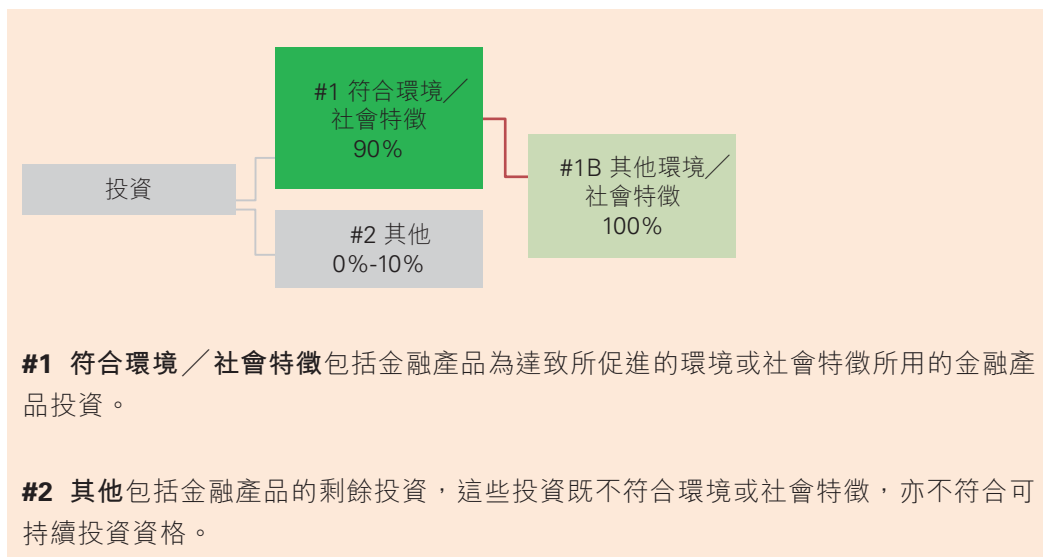 #1 符合環境／
社會特徵
90%
投資
#1B 其他環境／
社會特徵
100%
#2 其他
0%-10%
#1 符合環境／社會特徵包括金融產品為達致所促進的環境或社會特徵所用的金融產
品投資。
#2 其他包括金融產品的剩餘投資，這些投資既不符合環境或社會特徵，亦不符合可
持續投資資格。